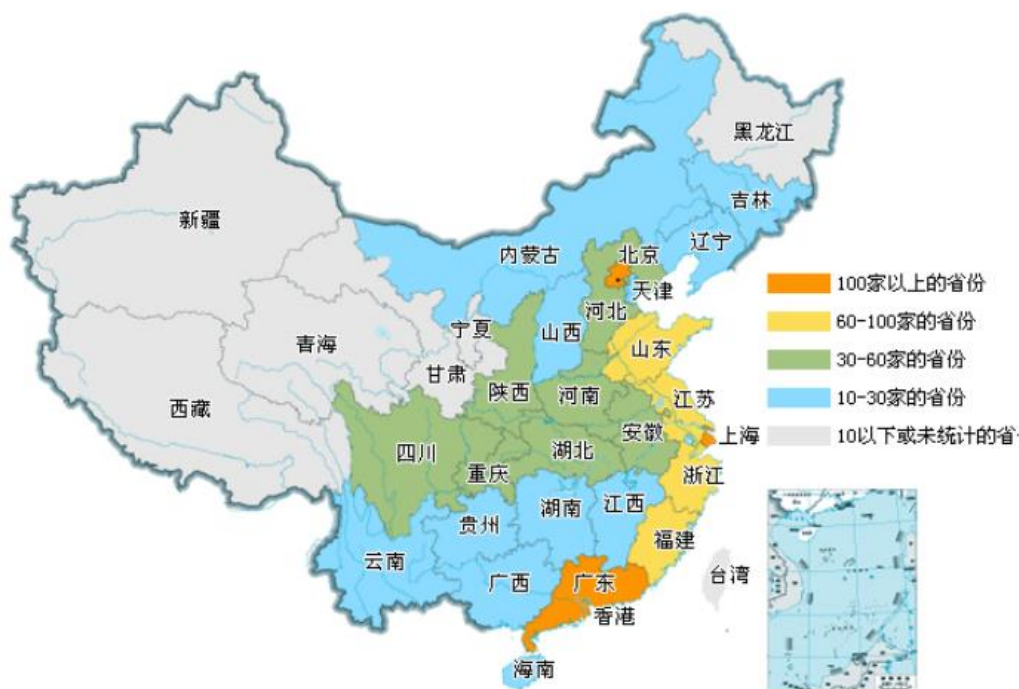 黑龙江
吉林
辽宁
新疆
内蒙古
北京
天津
河北
宁夏
山西
山东
青海
甘肃
西藏
陕西
河南
江苏
安徽
上海
四川
湖北
重庆
浙江
湖南
江西
贵州
福建
云南
广西
广东
台湾
香港
海南
100家以上的省份
60-100家的省份
30-60家的省份
10-30家的省份
10以下或未统计的省